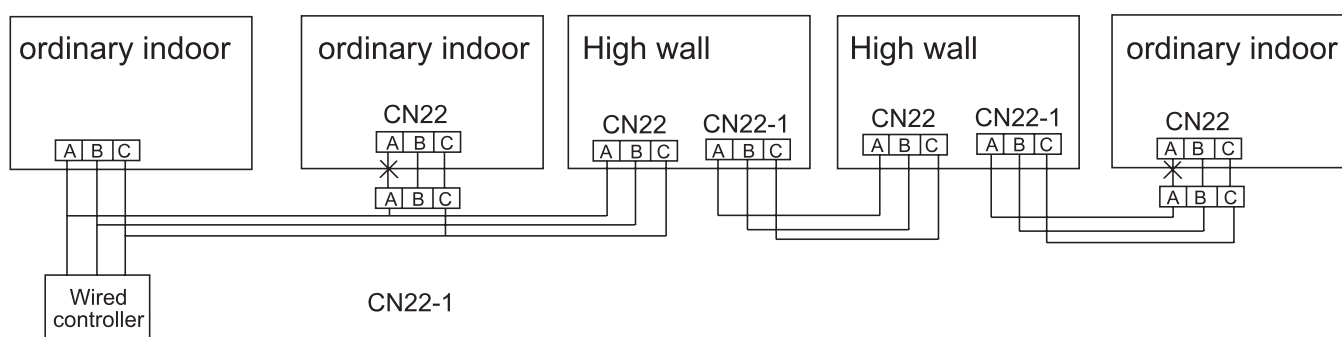 ordinary indoor
A B C
Wired
controller
ordinary indoor
CN22
A B C
A B C
CN22-1
High wall
CN22
A B C
CN22-1
A B C
High wall
CN22
A B C
CN22-1
A B C
ordinary indoor
CN22
A B C
A B C